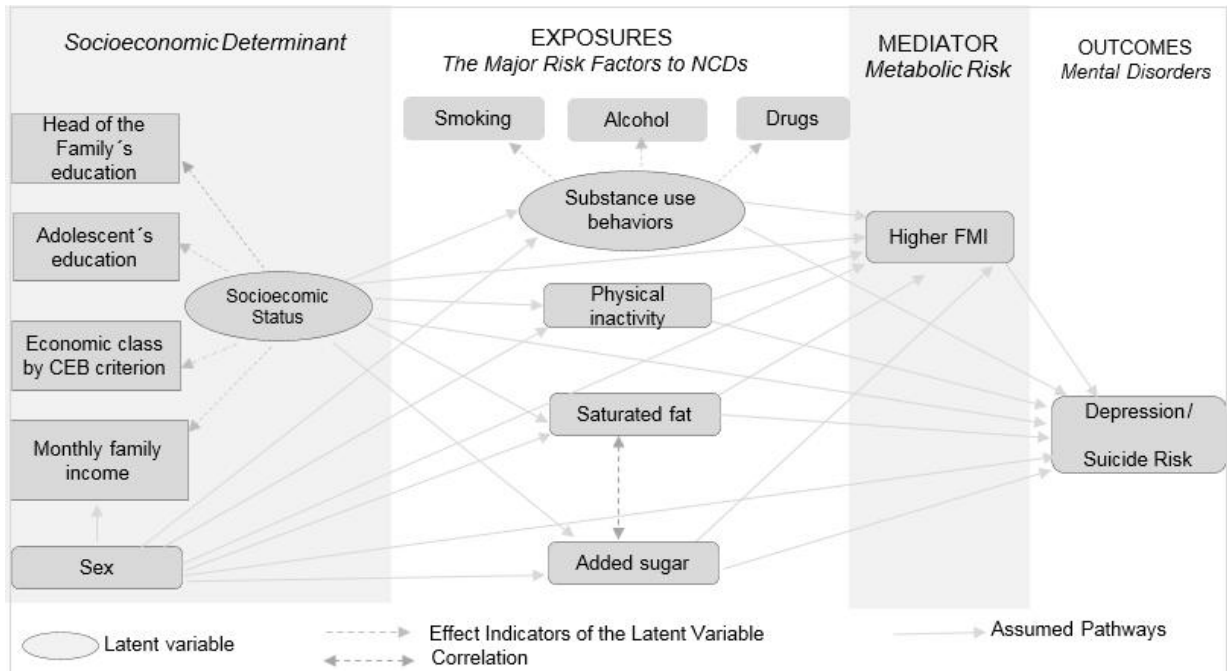 Socioeconomic Determinant
EXPOSURES
The Major Risk Factors to NCDs
MEDIATOR
Metabolic Risk
OUTCOMES
Mental Disorders
Head of the
Family´s
education
Adolescent´s
education
Economic class
by CEB criterion
Monthly family
income
Sex
Socioecomic
Status
Smoking
Alcohol
Drugs
Substance use
behaviors
Physical
inactivity
Saturated fat
Added sugar
Higher FMI
Depression/
Suicide Risk
Latent variable
Effect Indicators of the Latent Variable
Correlation
Assumed Pathways